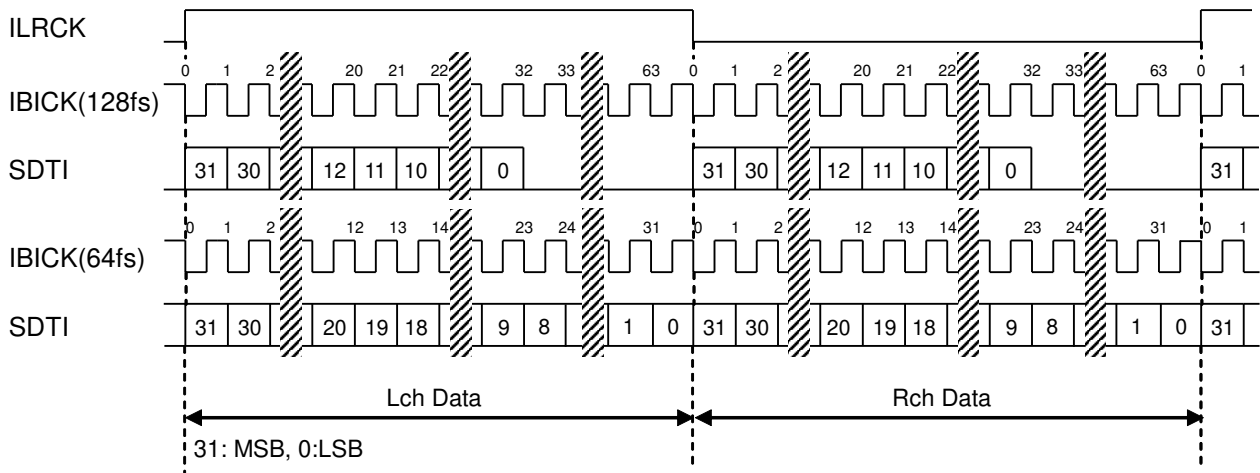 ILRCK
0 1 2 20 21 22 32 33 63 0 1 2 20 21 22 32 33 63 0 1
IBICK(128fs)
SDTI 31 30 12 11 10 0 31 30 12 11 10 0 31
0 1 2 12 13 14 23 24 31 0 1 2 12 13 14 23 24 31 0 1
IBICK(64fs)
SDTI 31 30 20 19 18 9 8 1 0 31 30 20 19 18 9 8 1 0 31
Lch Data Rch Data
31: MSB, 0:LSB